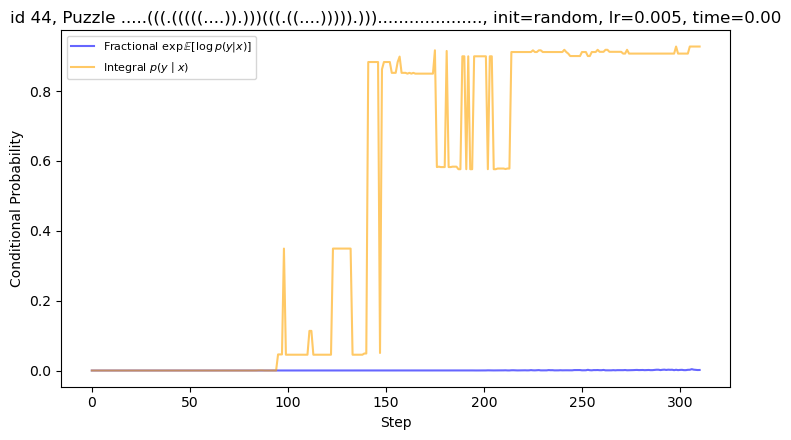 id 44, Puzzle .....(((.(((((....)).)))(((.((....))))).)))....................., init=random, lr=0.005, time=0.00
Fractional exp 𝔼[log p(y|x)]
Integral p(y | x)
Conditional Probability
0.8
0.6
0.4
0.2
0.0
0 50 100 150 200 250 300
Step